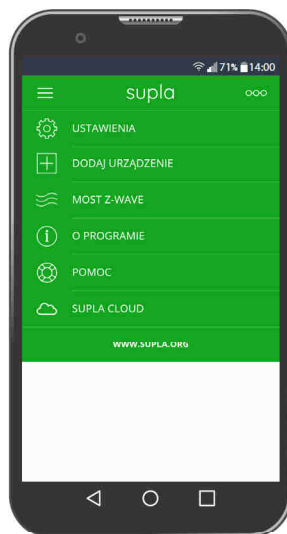 71% 14:00
supla
USTAWIENIA
DODAJ URZĄDZENIE
MOST Z-WAVE
O PROGRAMIE
POMOC
SUPLA CLOUD
WWW.SUPLA.ORG